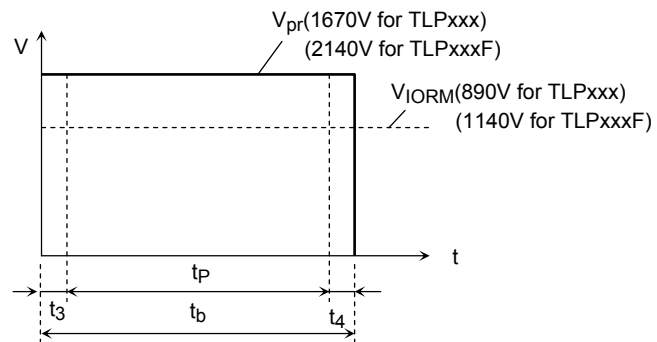 Vpr(1670V for TLPxxx)
(2140V for TLPxxxF)
V
VIORM(890V for TLPxxx)
(1140V for TLPxxxF)
t
tP
t3
tb
t4